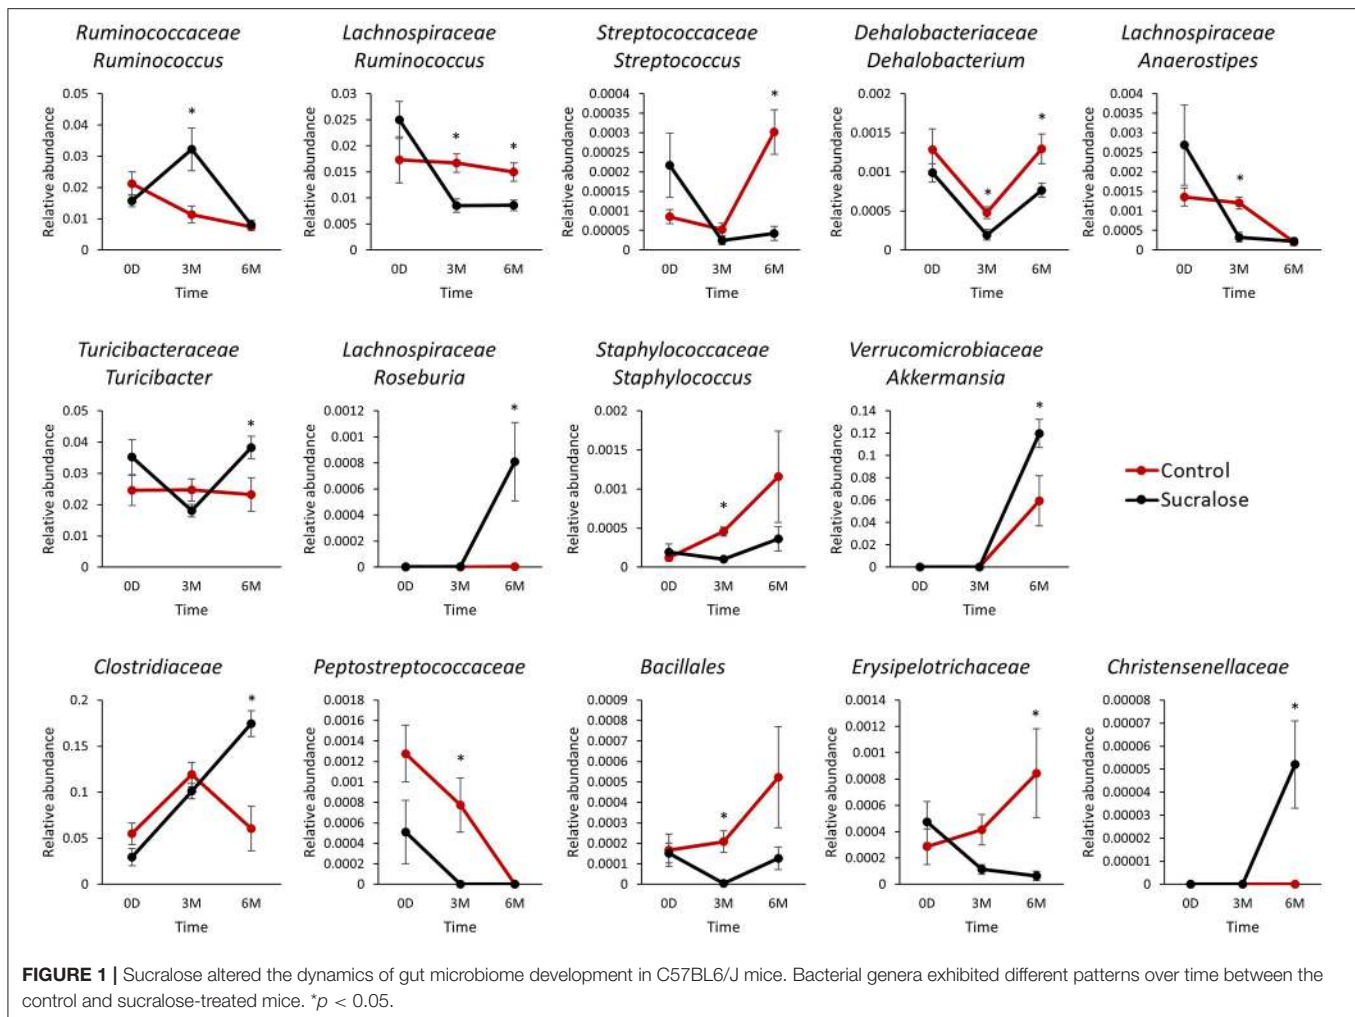 Ruminococcaceae
Ruminococcus
Relative abundance
0.05
0.04
0.03
0.02
0.01
0
*
0D 3M 6M
Time
Lachnospiraceae
Ruminococcus
Relative abundance
0.03
0.025
0.02
0.015
0.01
0.005
0
* *
0D 3M 6M
Time
Streptococcaceae
Streptococcus
Relative abundance
0.0004
0.00035
0.0003
0.00025
0.0002
0.00015
0.0001
0.00005
0
*
0D 3M 6M
Time
Dehalobacteriaceae
Dehalobacterium
Relative abundance
0.002
0.0015
0.001
0.0005
0
* *
0D 3M 6M
Time
Lachnospiraceae
Anaerostipes
Relative abundance
0.004
0.0035
0.003
0.0025
0.002
0.0015
0.001
0.0005
0
*
0D 3M 6M
Time
Turicibacteraceae
Turicibacter
Relative abundance
0.05
0.04
0.03
0.02
0.01
0
*
0D 3M 6M
Time
Lachnospiraceae
Roseburia
Relative abundance
0.0012
0.001
0.0008
0.0006
0.0004
0.0002
0
*
0D 3M 6M
Time
Staphylococcaceae
Staphylococcus
Relative abundance
0.002
0.0015
0.001
0.0005
0
*
0D 3M 6M
Time
Verrucomicrobiaceae
Akkermansia
Relative abundance
0.14
0.12
0.10
0.08
0.06
0.04
0.02
0
*
0D 3M 6M
Time
Control
Sucralose
Clostridiaceae
Relative abundance
0.2
0.15
0.1
0.05
0
*
0D 3M 6M
Time
Peptostreptococcaceae
Relative abundance
0.0018
0.0016
0.0014
0.0012
0.001
0.0008
0.0006
0.0004
0.0002
0
*
0D 3M 6M
Time
Bacillales
Relative abundance
0.0009
0.0008
0.0007
0.0006
0.0005
0.0004
0.0003
0.0002
0.0001
0
*
0D 3M 6M
Time
Erysipelotrichaceae
Relative abundance
0.0014
0.0012
0.001
0.0008
0.0006
0.0004
0.0002
0
*
0D 3M 6M
Time
Christensenellaceae
Relative abundance
0.00008
0.00007
0.00006
0.00005
0.00004
0.00003
0.00002
0.00001
0
*
0D 3M 6M
Time
FIGURE 1 | Sucralose altered the dynamics of gut microbiome development in C57BL6/J mice. Bacterial genera exhibited different patterns over time between the
control and sucralose-treated mice. *p < 0.05.